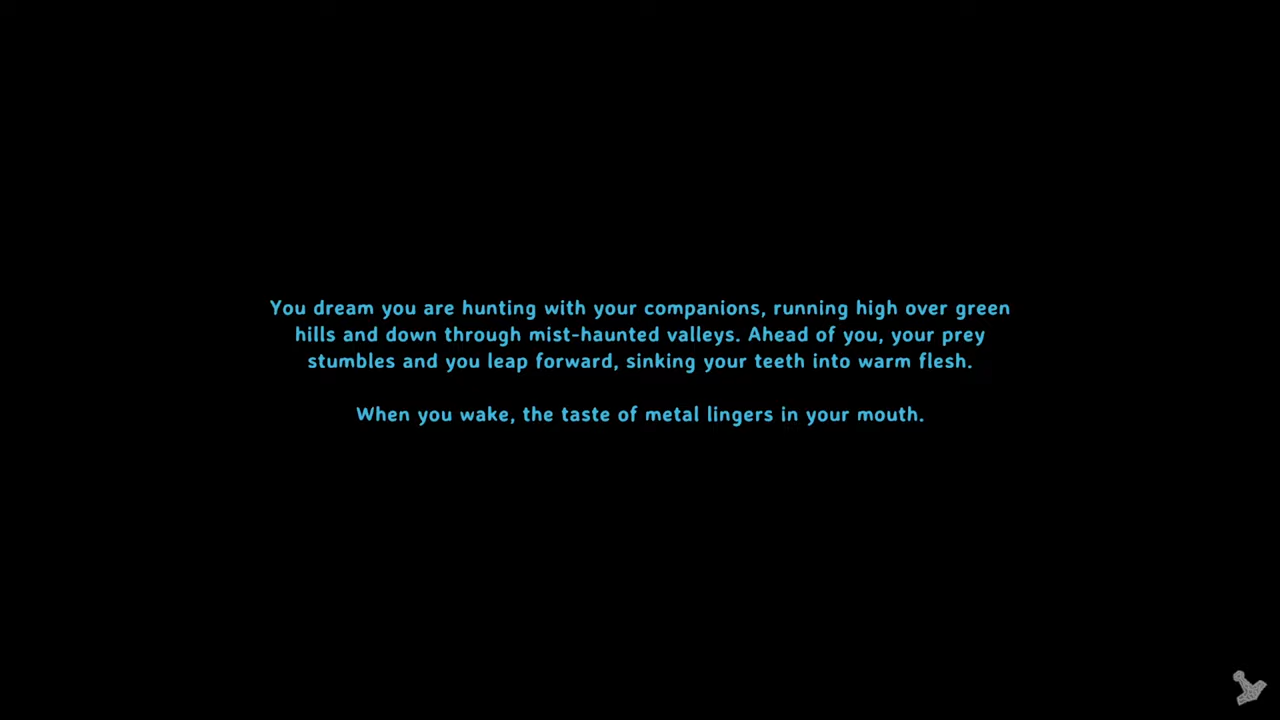 You dream you are hunting with your companions, running high over green
hills and down through mist-haunted valleys. Ahead of you, your prey
stumbles and you leap forward, sinking your teeth into warm flesh.
When you wake, the taste of metal lingers in your mouth.